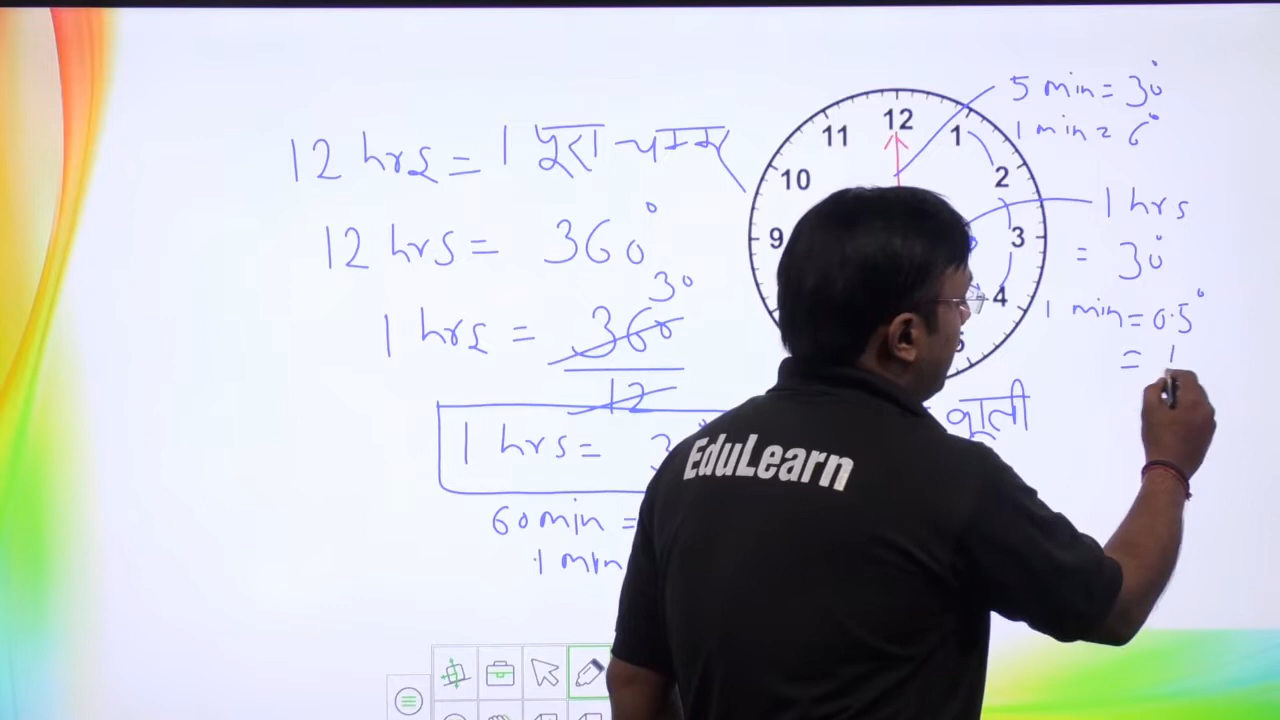 12 hrs = 1 पूरा चक्कर
12 hrs = 360°
1 hrs = 360
30
12
1 hrs = 3
60 min =
1 min
11 12 1
10 2
9 3
4
5 min = 30°
1 min = 6°
1 hrs
= 30°
1 min = 0.5°
= 1
EduLearn